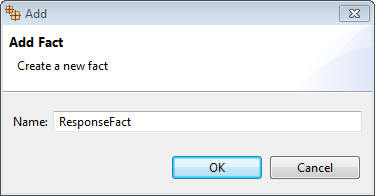 Add
Add Fact
Create a new fact
Name: ResponseFact
OK Cancel